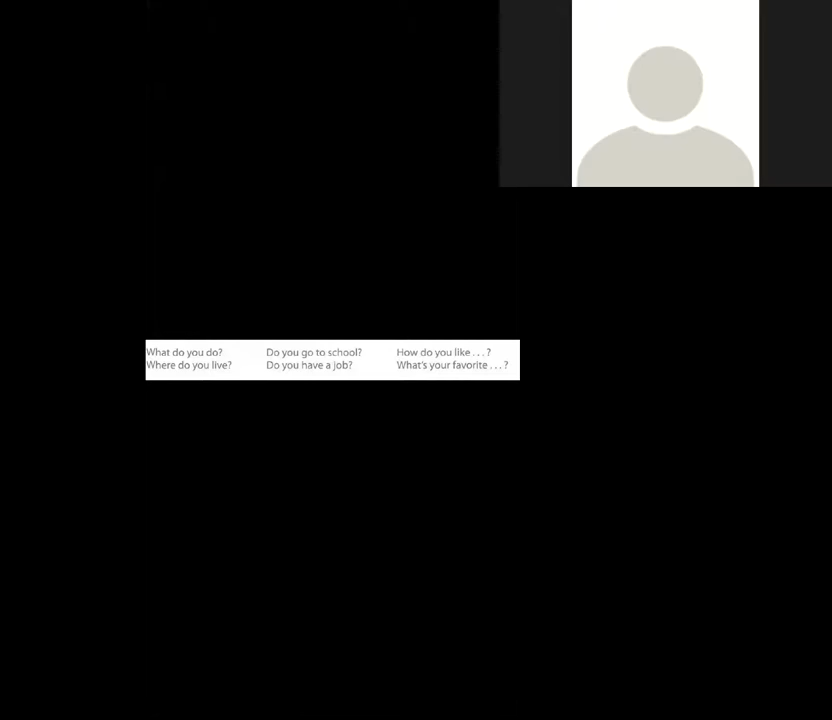 What do you do?
Where do you live?
Do you go to school?
Do you have a job?
How do you like . . . ?
What's your favorite . . . ?